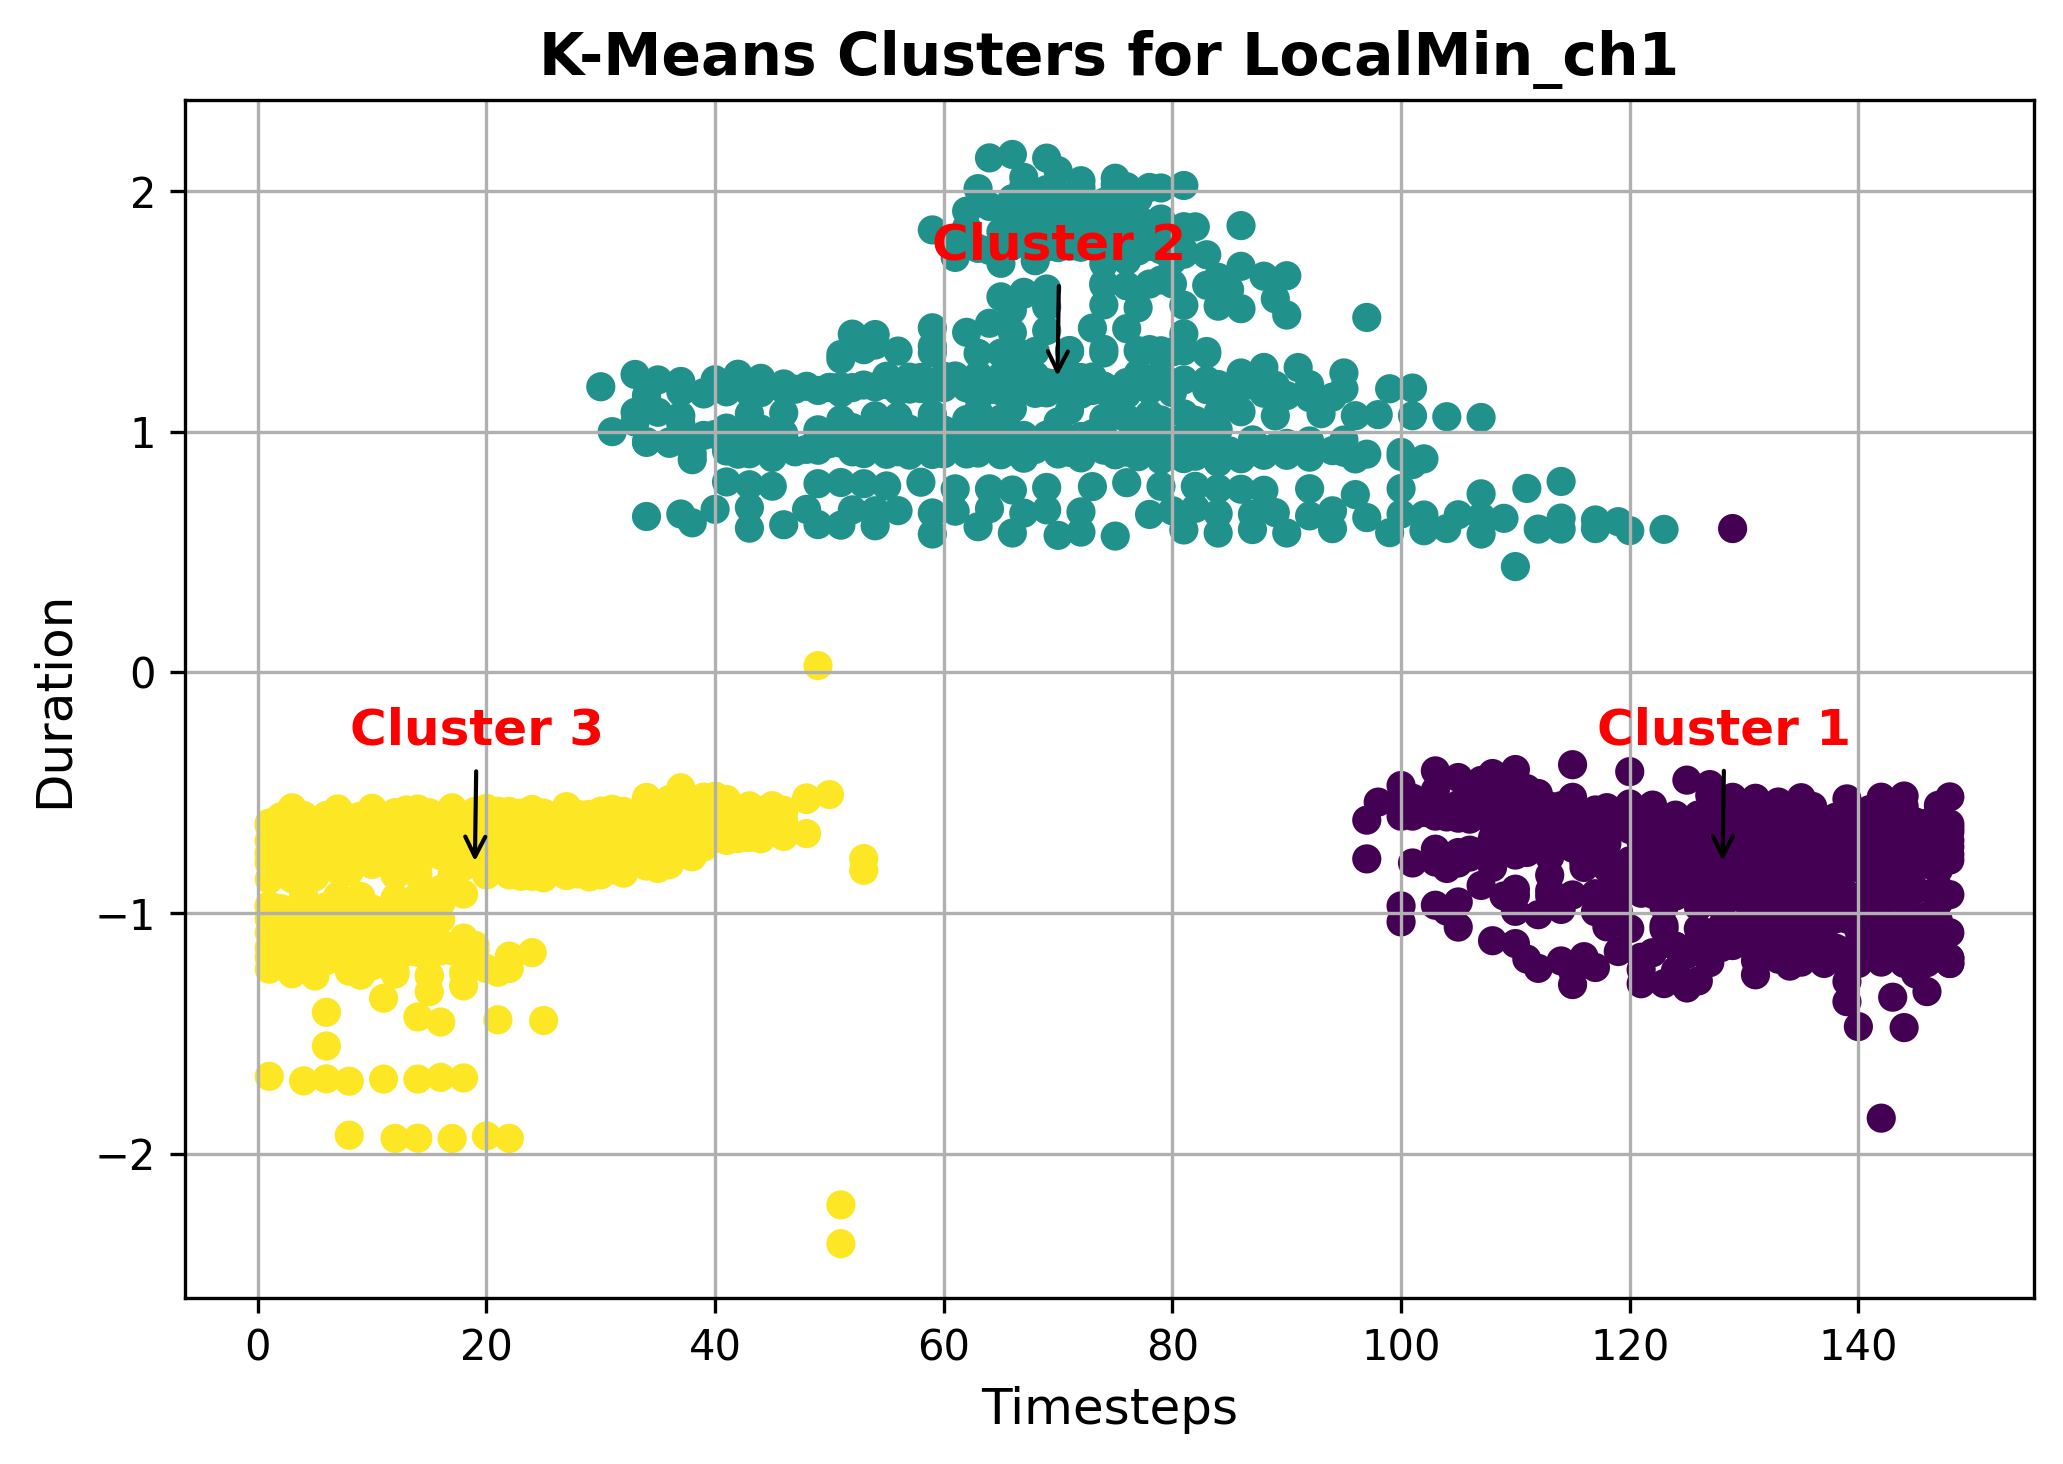 K-Means Clusters for LocalMin_ch1
2
Cluster 2
1
0
Cluster 3
Cluster 1
−1
−2
Duration
0 20 40 60 80 100 120 140
Timesteps